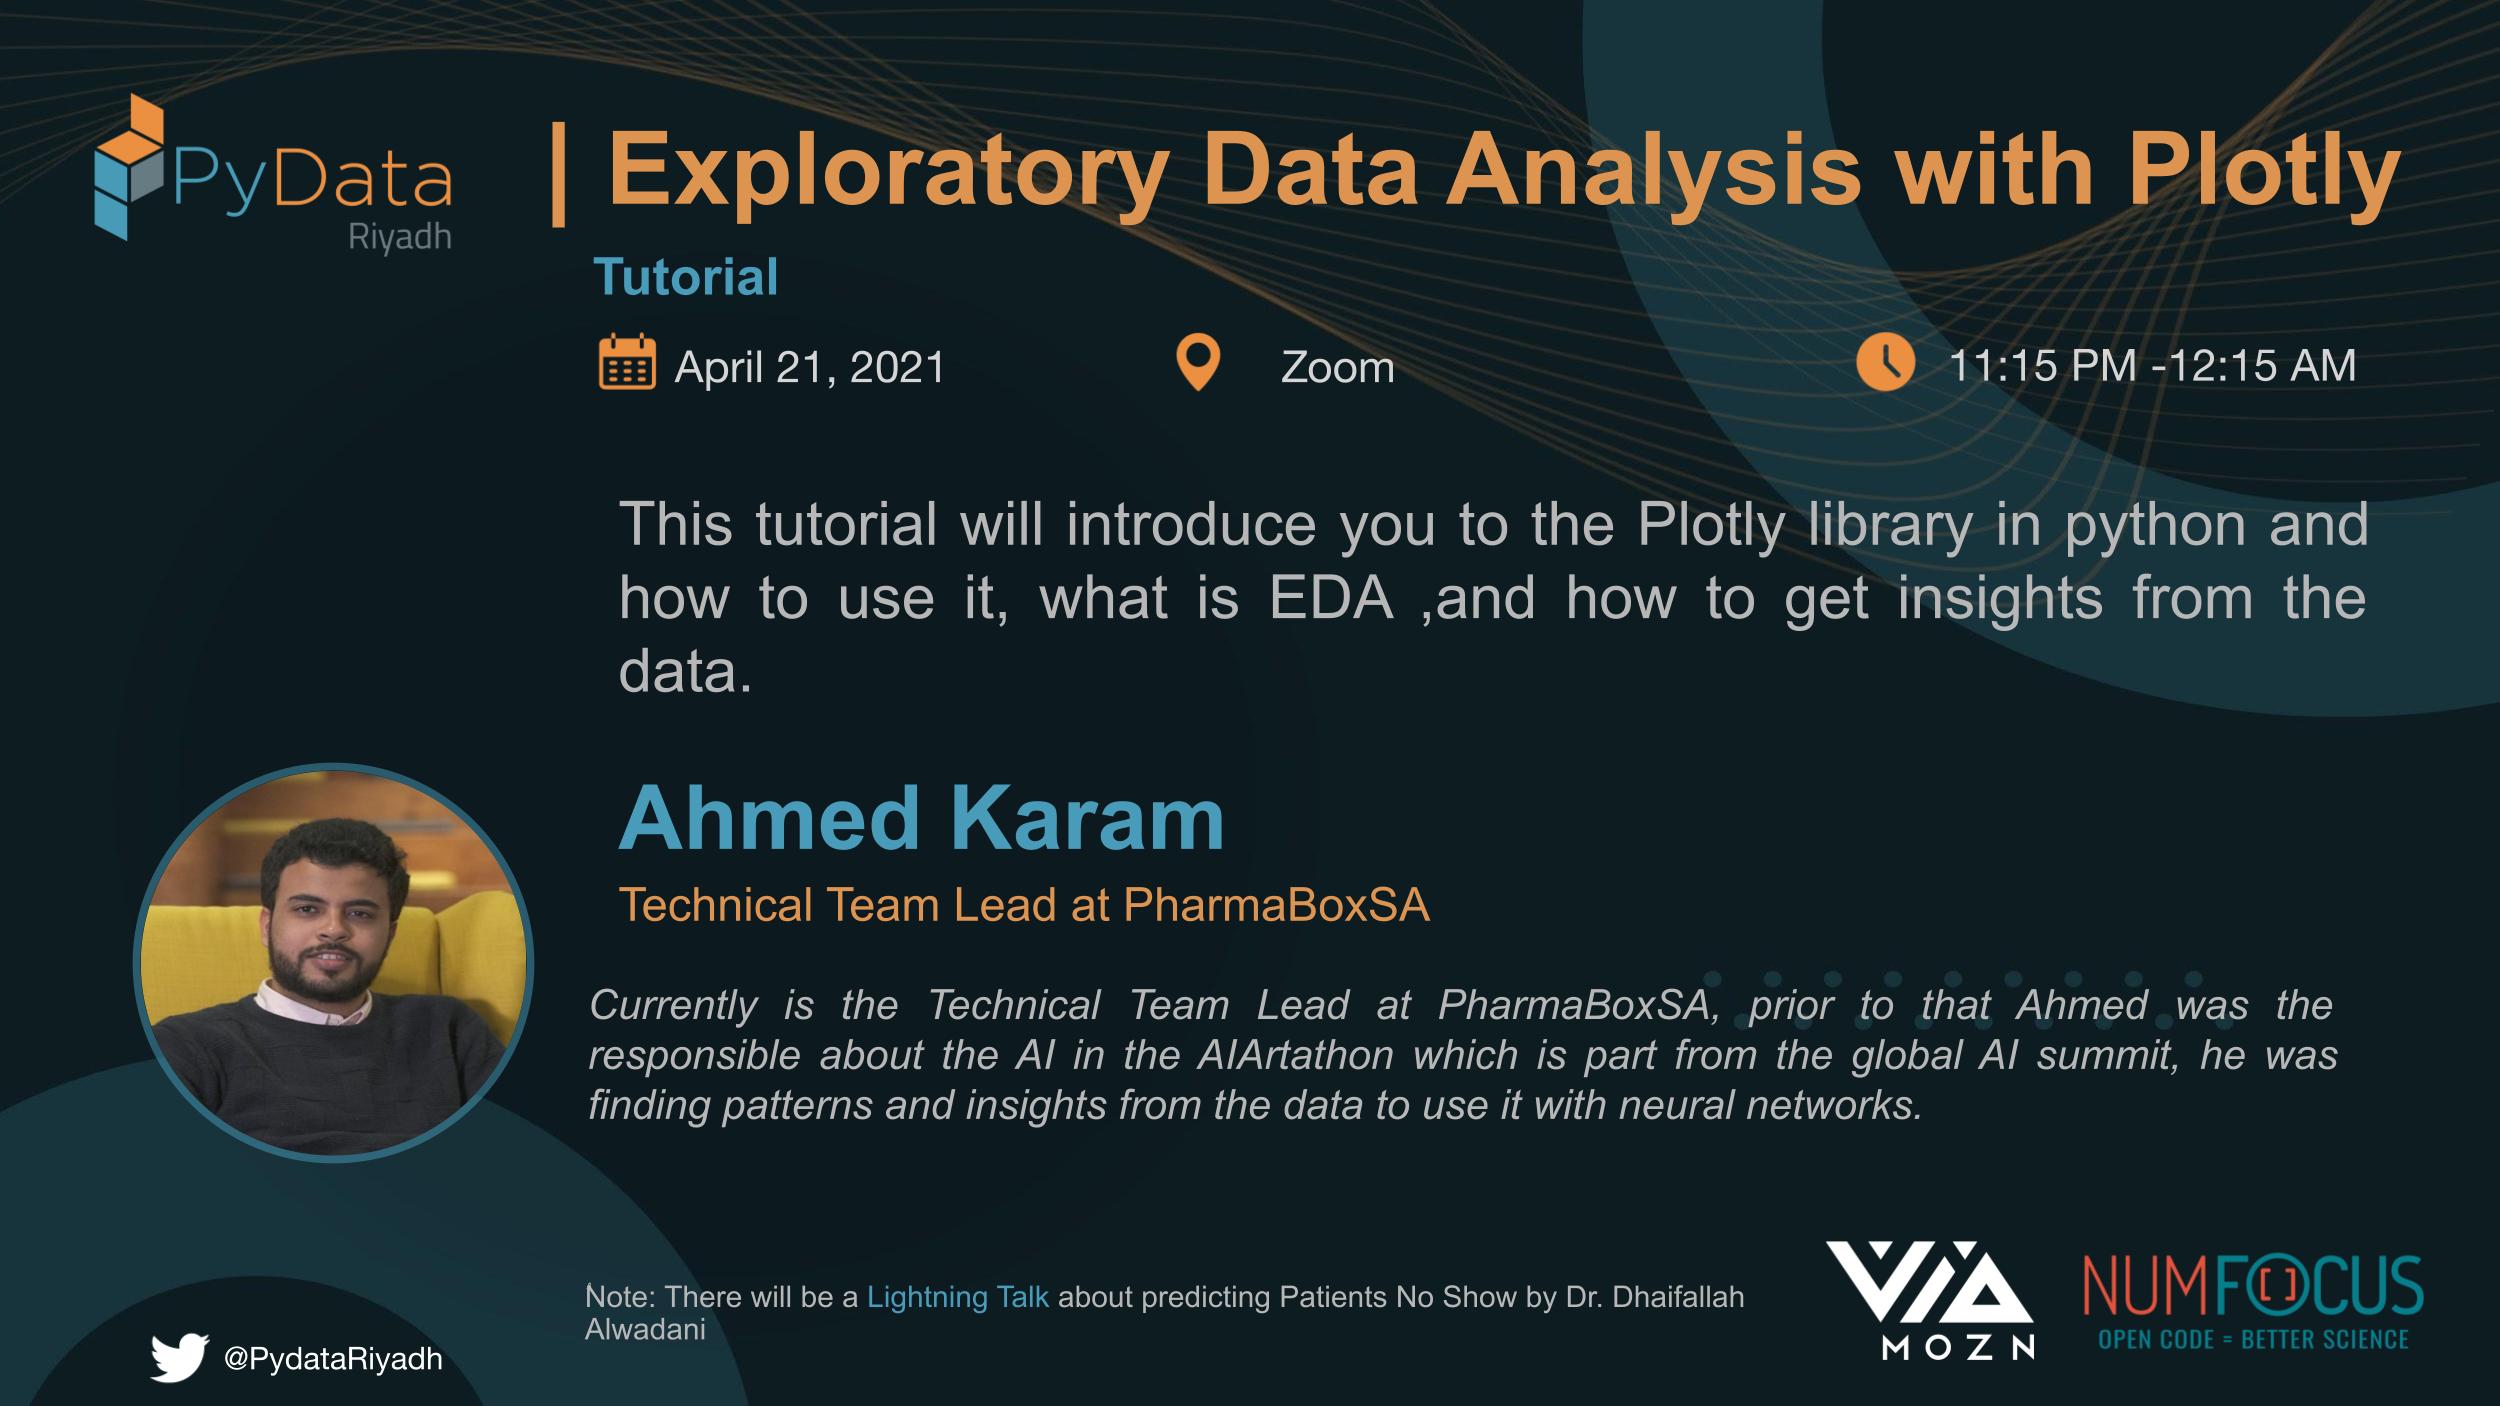 PyData
Riyadh
Exploratory Data Analysis with Plotly
Tutorial
April 21, 2021
Zoom
11:15 PM -12:15 AM
This tutorial will introduce you to the Plotly library in python and
how to use it, what is EDA ,and how to get insights from the
data.
Ahmed Karam
Technical Team Lead at PharmaBoxSA
Currently is the Technical Team Lead at PharmaBoxSA, prior to that Ahmed was the
responsible about the AI in the AIArtathon which is part from the global AI summit, he was
finding patterns and insights from the data to use it with neural networks.
Note: There will be a Lightning Talk about predicting Patients No Show by Dr. Dhaifallah
Alwadani
@PydataRiyadh
MOZN
NUMFOCUS
OPEN CODE = BETTER SCIENCE